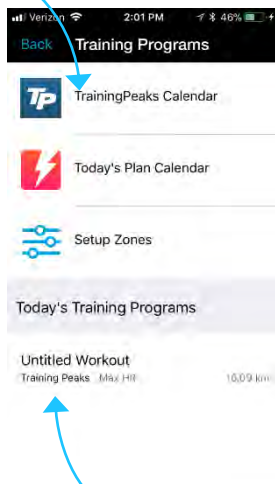 Verizon 2:01 PM 46%
Back Training Programs
TP TrainingPeaks Calendar
Today's Plan Calendar
Setup Zones
Today's Training Programs
Untitled Workout
Training Peaks Max HR 16,09 km